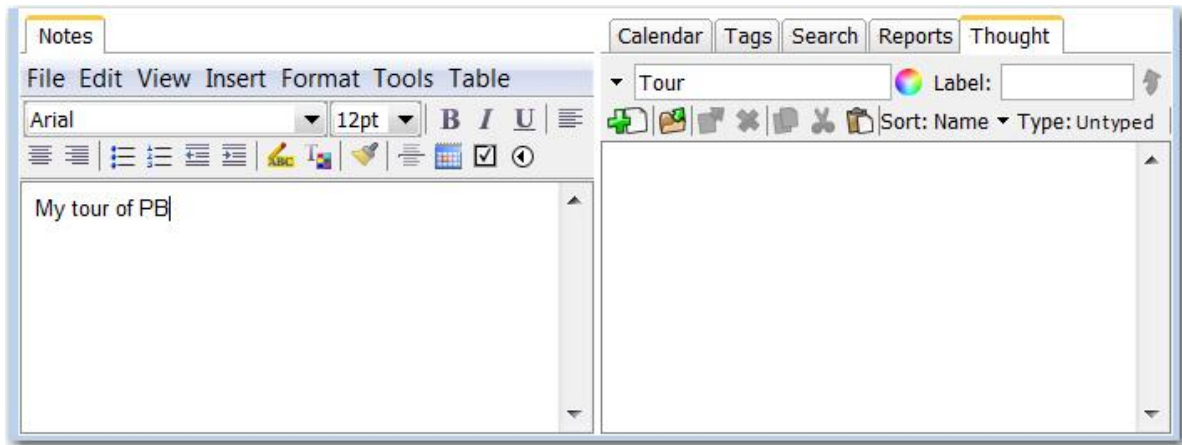 Notes
File Edit View Insert Format Tools Table
Arial 12pt B I U
ABC T
My tour of PB
Calendar Tags Search Reports Thought
Tour Label:
Sort: Name Type: Untyped